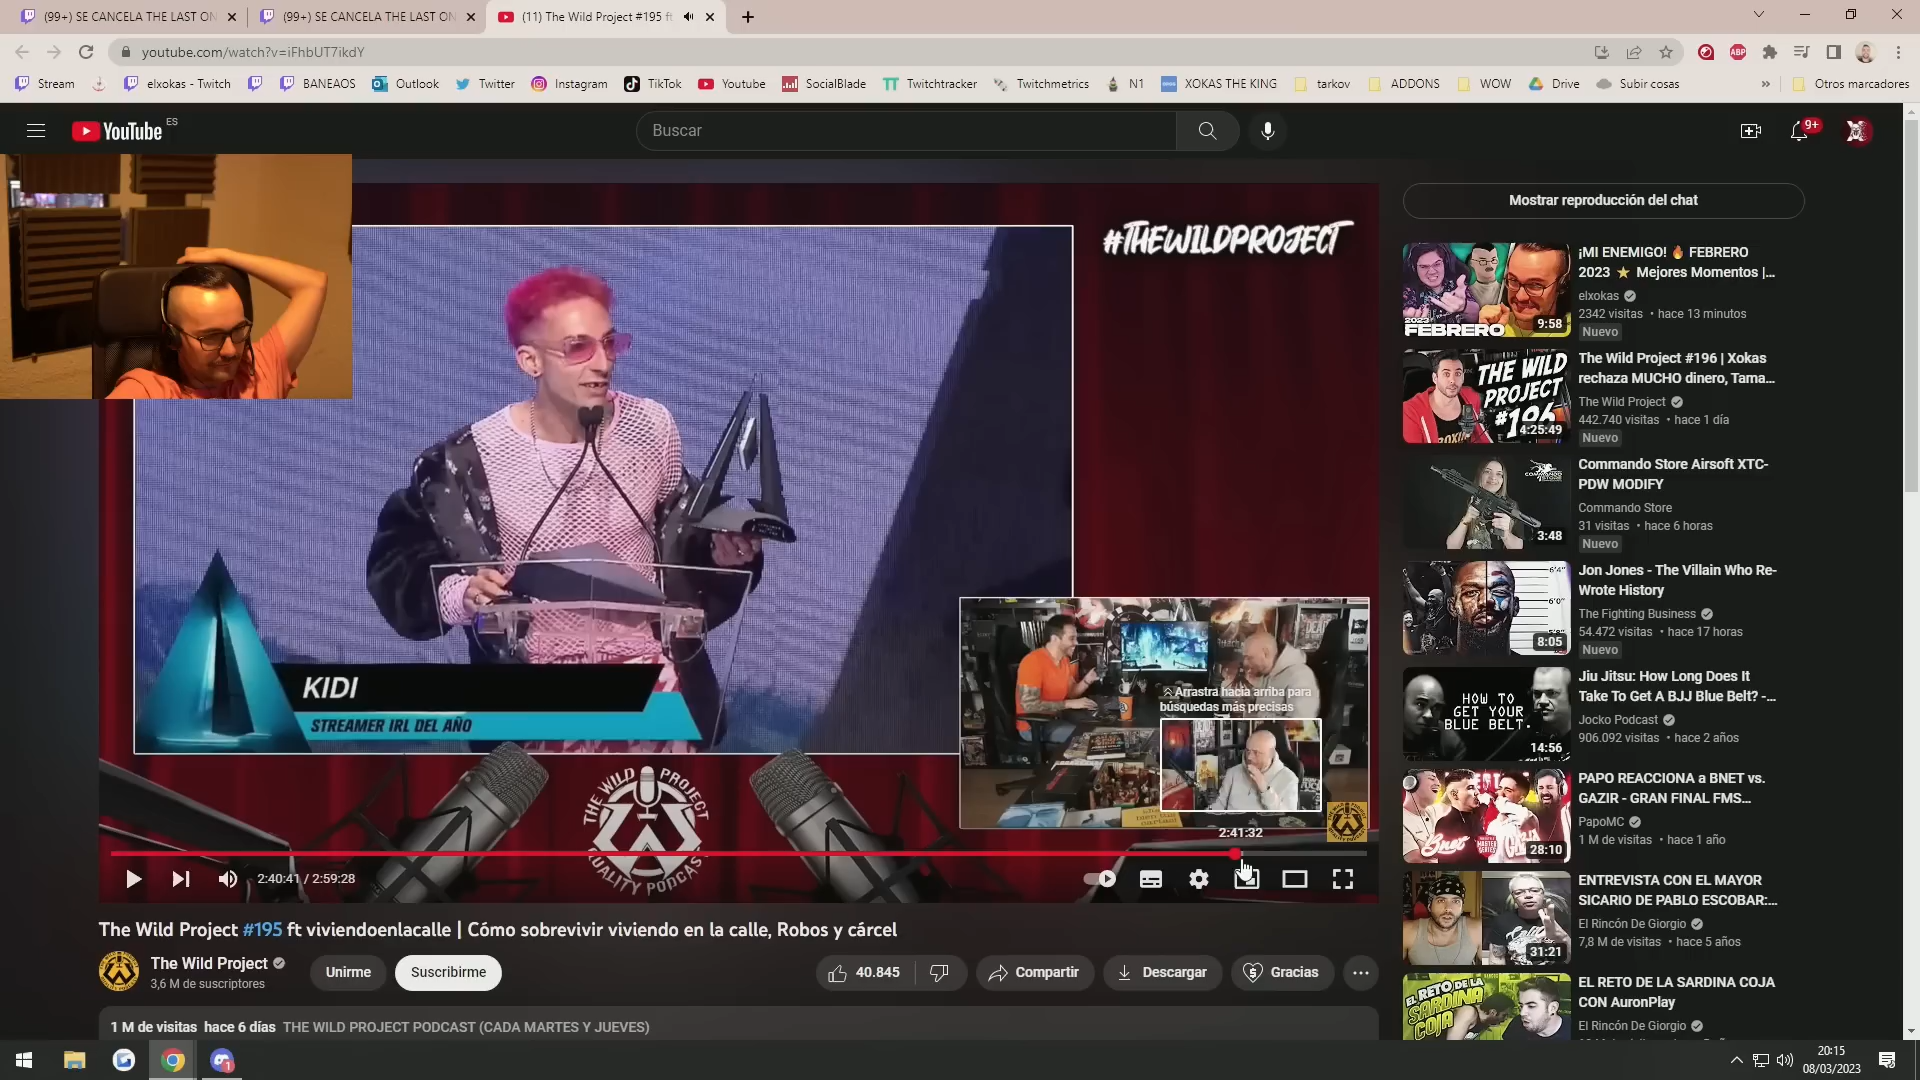 (99+) SE CANCELA THE LAST ON
(99+) SE CANCELA THE LAST ON
(11) The Wild Project #195 ft
youtube.com/watch?v=iFhbUT7ikdY
ABP
Stream
elxokas - Twitch
BANEAOS
Outlook
Twitter
Instagram
TikTok
Youtube
SocialBlade
Twitchtracker
Twitchmetrics
N1
XOKAS THE KING
tarkov
ADDONS
WOW
Drive
Subir cosas
»
Otros marcadores
YouTube ES
Buscar
9+
#THEWILDPROJECT
KIDI
STREAMER IRL DEL AÑO
THE WILD PROJECT
QUALITY PODCAST
Arrastra hacia arriba para
búsquedas más precisas
2:41:32
2:40:41 / 2:59:28
The Wild Project #195 ft viviendoenlacalle | Cómo sobrevivir viviendo en la calle, Robos y cárcel
The Wild Project
3,6 M de suscriptores
Unirme
Suscribirme
40.845
Compartir
Descargar
Gracias
1 M de visitas hace 6 días THE WILD PROJECT PODCAST (CADA MARTES Y JUEVES)
Mostrar reproducción del chat
2023
FEBRERO
9:58
¡MI ENEMIGO! 🔥 FEBRERO
2023 ⭐ Mejores Momentos |...
elxokas
2342 visitas • hace 13 minutos
Nuevo
THE WILD
PROJECT
#196
4:25:49
The Wild Project #196 | Xokas
rechaza MUCHO dinero, Tama...
The Wild Project
442.740 visitas • hace 1 día
Nuevo
3:48
Commando Store Airsoft XTC-
PDW MODIFY
Commando Store
31 visitas • hace 6 horas
Nuevo
6'4"
6'0"
8:05
Jon Jones - The Villain Who Re-
Wrote History
The Fighting Business
54.472 visitas • hace 17 horas
Nuevo
HOW TO
GET YOUR
BLUE BELT.
14:56
Jiu Jitsu: How Long Does It
Take To Get A BJJ Blue Belt? -...
Jocko Podcast
906.092 visitas • hace 2 años
Bnet
28:10
PAPO REACCIONA a BNET vs.
GAZIR - GRAN FINAL FMS...
PapoMC
1 M de visitas • hace 1 año
31:21
ENTREVISTA CON EL MAYOR
SICARIO DE PABLO ESCOBAR:...
El Rincón De Giorgio
7,8 M de visitas • hace 5 años
EL RETO DE LA
SARDINA
COJA
EL RETO DE LA SARDINA COJA
CON AuronPlay
El Rincón De Giorgio
1
20:15
08/03/2023